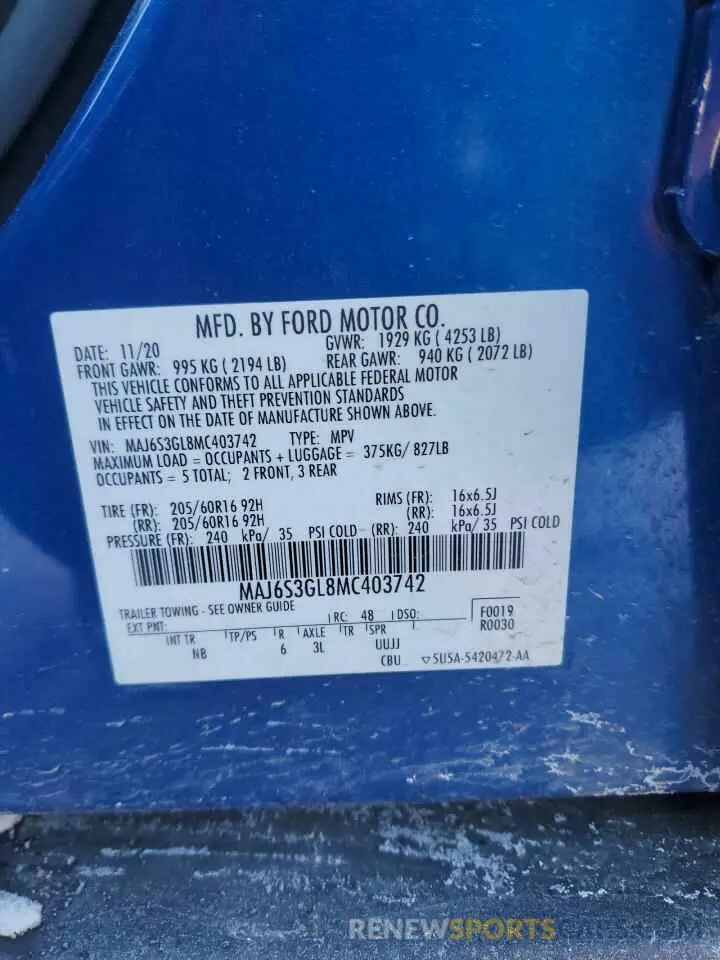 MFD. BY FORD MOTOR CO.
DATE: 11/20
GVWR: 1929 KG ( 4253 LB)
FRONT GAWR: 995 KG ( 2194 LB)
REAR GAWR: 940 KG ( 2072 LB)
THIS VEHICLE CONFORMS TO ALL APPLICABLE FEDERAL MOTOR
VEHICLE SAFETY AND THEFT PREVENTION STANDARDS
IN EFFECT ON THE DATE OF MANUFACTURE SHOWN ABOVE.
VIN: MAJ6S3GL8MC403742 TYPE: MPV
MAXIMUM LOAD = OCCUPANTS + LUGGAGE = 375KG/ 827LB
OCCUPANTS = 5 TOTAL; 2 FRONT, 3 REAR
TIRE (FR): 205/60R16 92H RIMS (FR): 16x6.5J
(RR): 205/60R16 92H (RR): 16x6.5J
PRESSURE (FR): 240 kPa/ 35 PSI COLD (RR): 240 kPa/ 35 PSI COLD
MAJ6S3GL8MC403742
TRAILER TOWING - SEE OWNER GUIDE
EXT PNT: RC: 48 DSO: F0019
R0030
INT TR TP/PS R AXLE TR SPR
NB 6 3L UUJJ
CBU 5U5A-5420472-AA
RENEWSPORTSCARS.COM